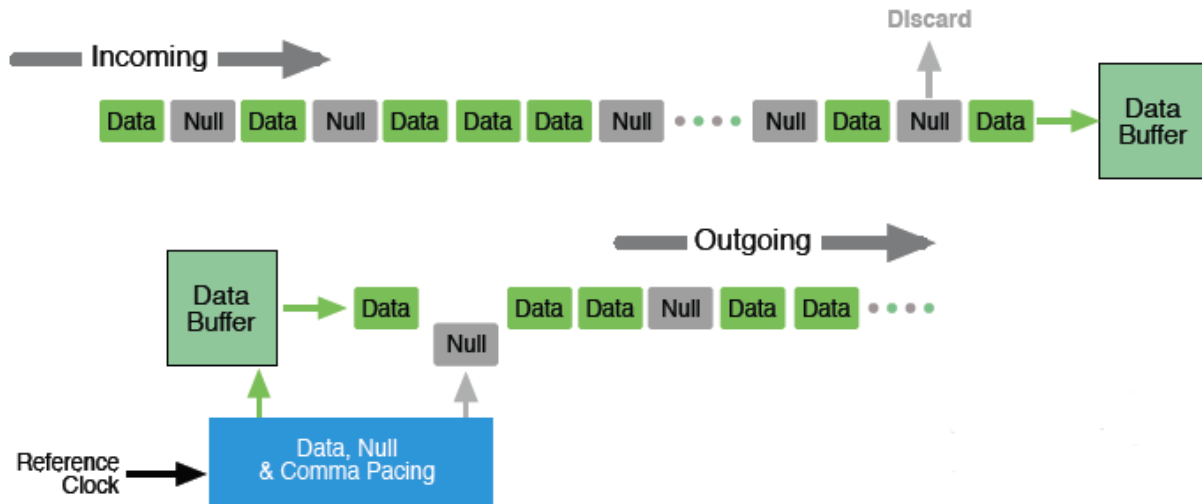 Discard
Incoming
Data Null Data Null Data Data Data Null Null Data Null Data
Data
Buffer
Outgoing
Data
Buffer
Data Data Data Null Data Data
Null
Data, Null
& Comma Pacing
Reference
Clock